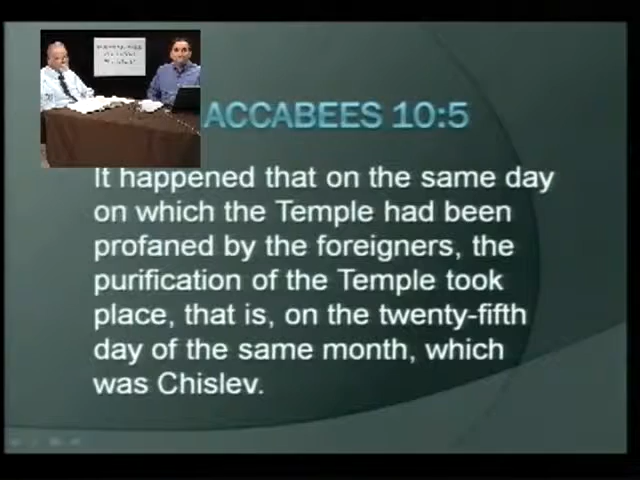 ACCABEES 10:5
It happened that on the same day
on which the Temple had been
profaned by the foreigners, the
purification of the Temple took
place, that is, on the twenty-fifth
day of the same month, which
was Chislev.